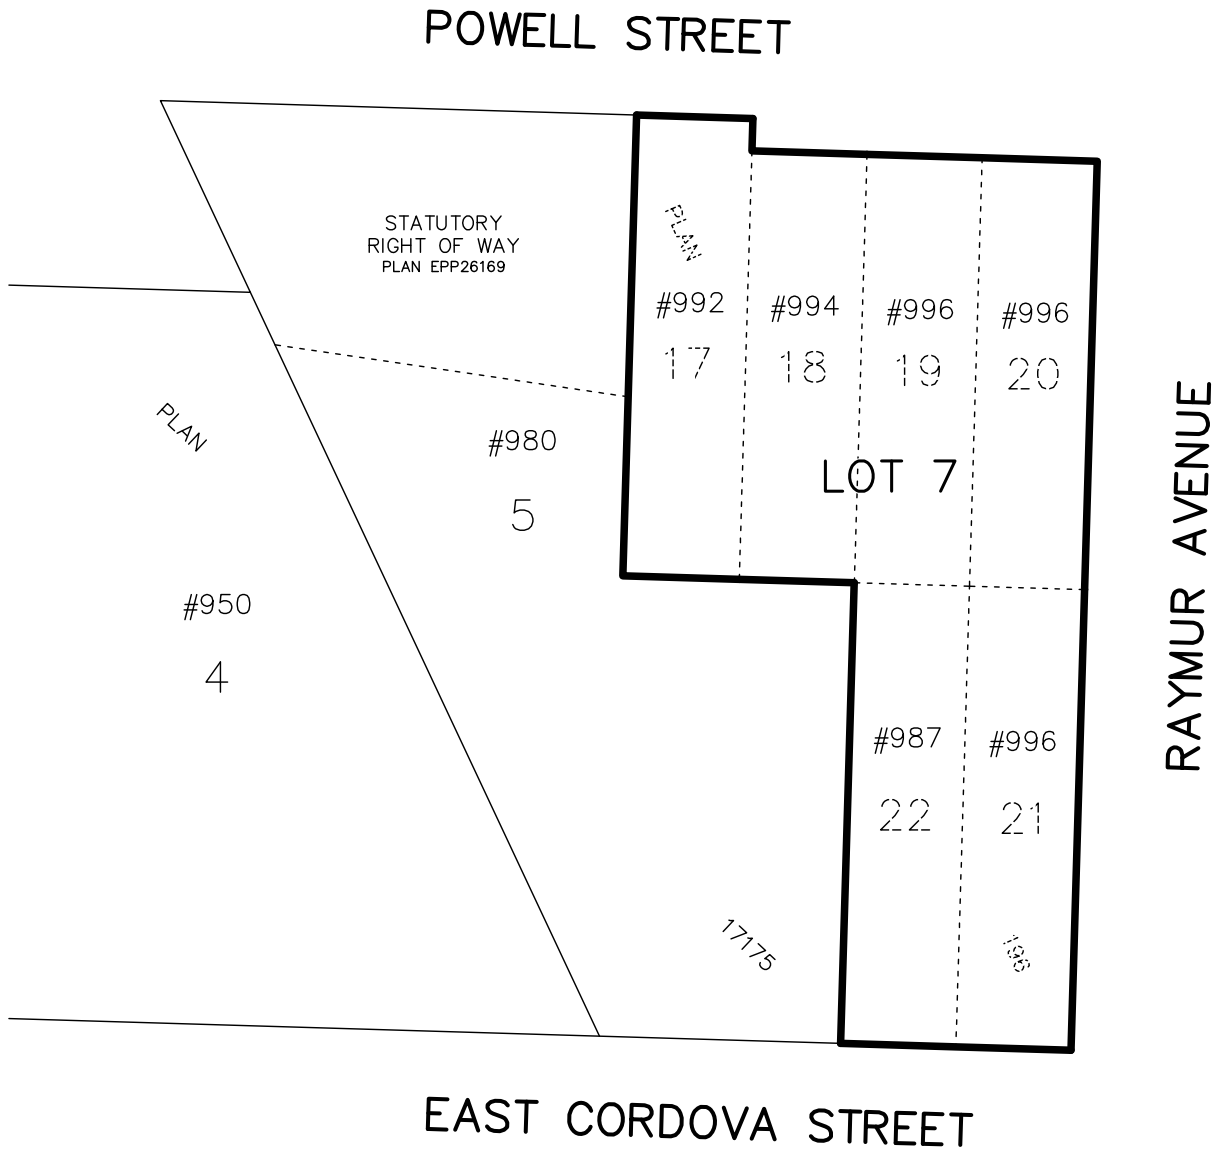 POWELL STREET
STATUTORY
RIGHT OF WAY
PLAN EPP26169
PLAN
#992
17
#994
18
#996
19
#996
20
PLAN
#980
5
LOT 7
RAYMUR AVENUE
#950
4
#987
22
#996
21
17175
196
EAST CORDOVA STREET